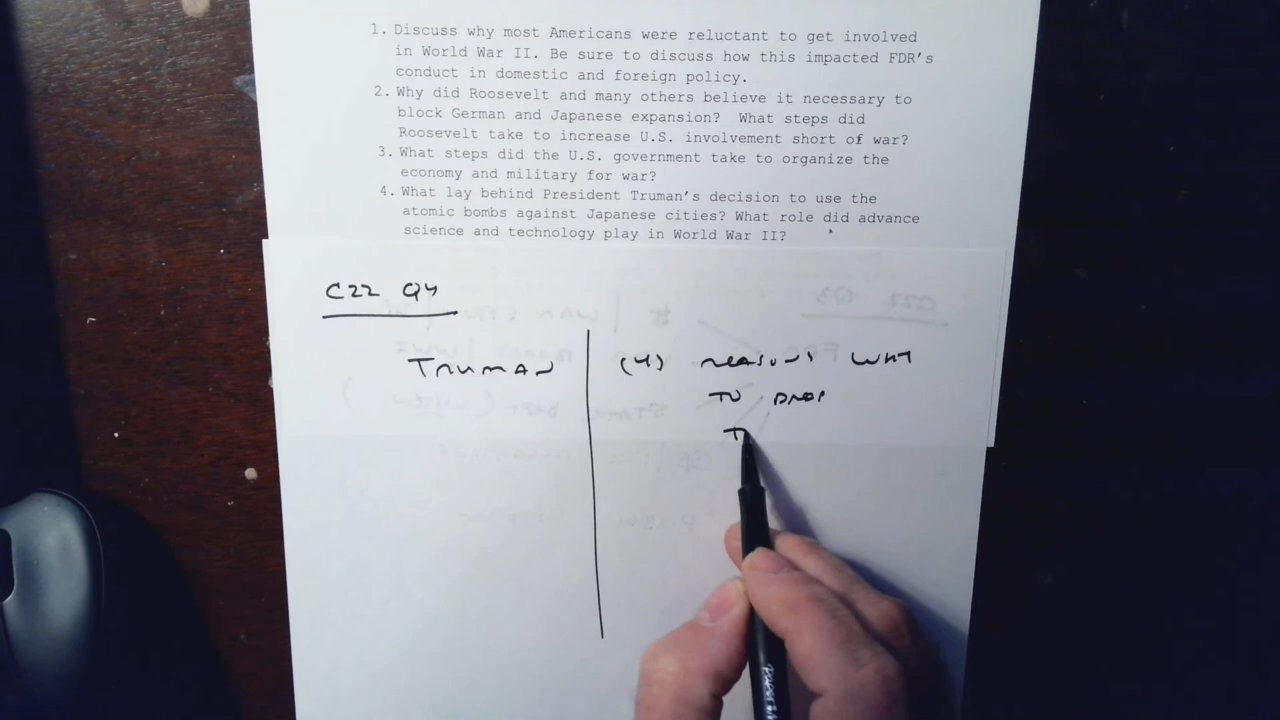 1. Discuss why most Americans were reluctant to get involved
in World War II. Be sure to discuss how this impacted FDR's
conduct in domestic and foreign policy.
2. Why did Roosevelt and many others believe it necessary to
block German and Japanese expansion? What steps did
Roosevelt take to increase U.S. involvement short of war?
3. What steps did the U.S. government take to organize the
economy and military for war?
4. What lay behind President Truman's decision to use the
atomic bombs against Japanese cities? What role did advance
science and technology play in World War II?
C22 Q4
TRUMAN
(4) REASONS WHY
TO DROP
T